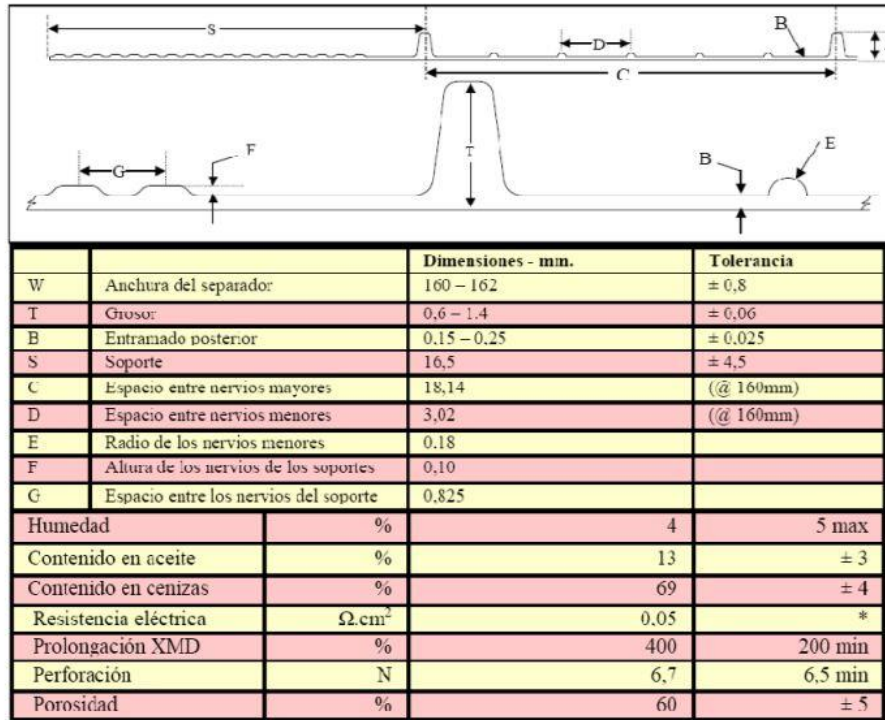 S
B
D
C
F
G
T
B
E
Dimensiones - mm. Tolerancia
W Anchura del separador 160 – 162 ± 0,8
T Grosor 0,6 – 1.4 ± 0,06
B Entramado posterior 0,15 – 0,25 ± 0,025
S Soporte 16,5 ± 4,5
C Espacio entre nervios mayores 18,14 (@ 160mm)
D Espacio entre nervios menores 3,02 (@ 160mm)
E Radio de los nervios menores 0.18
F Altura de los nervios de los soportes 0,10
G Espacio entre los nervios del soporte 0,825
Humedad % 4 5 max
Contenido en aceite % 13 ± 3
Contenido en cenizas % 69 ± 4
Resistencia eléctrica Ω.cm² 0,05 *
Prolongación XMD % 400 200 min
Perforación N 6,7 6,5 min
Porosidad % 60 ± 5